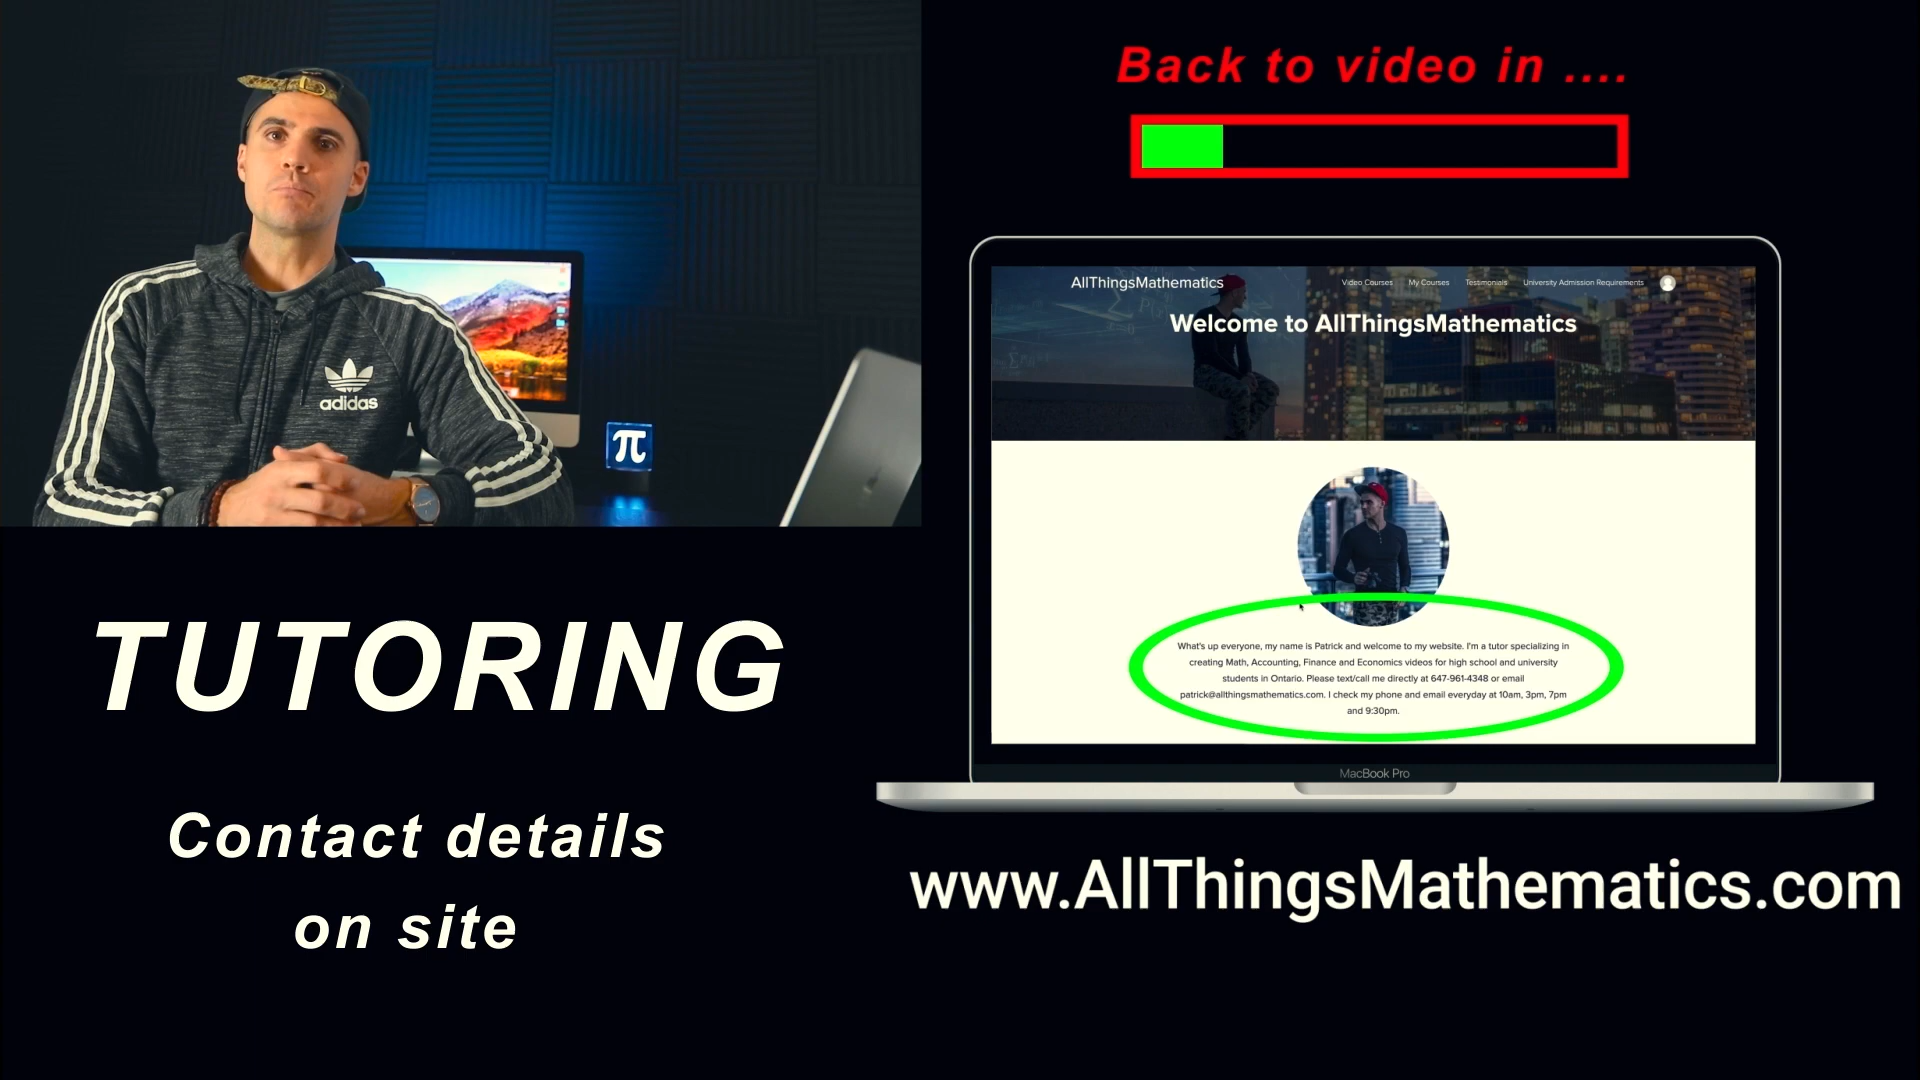 Back to video in ....
adidas
π
AllThingsMathematics
Video Courses My Courses Testimonials University Admission Requirements
Welcome to AllThingsMathematics
What's up everyone, my name is Patrick and welcome to my website. I'm a tutor specializing in
creating Math, Accounting, Finance and Economics videos for high school and university
students in Ontario. Please text/call me directly at 647-961-4348 or email
patrick@allthingsmathematics.com. I check my phone and email everyday at 10am, 3pm, 7pm
and 9:30pm.
MacBook Pro
TUTORING
Contact details
on site
www.AllThingsMathematics.com